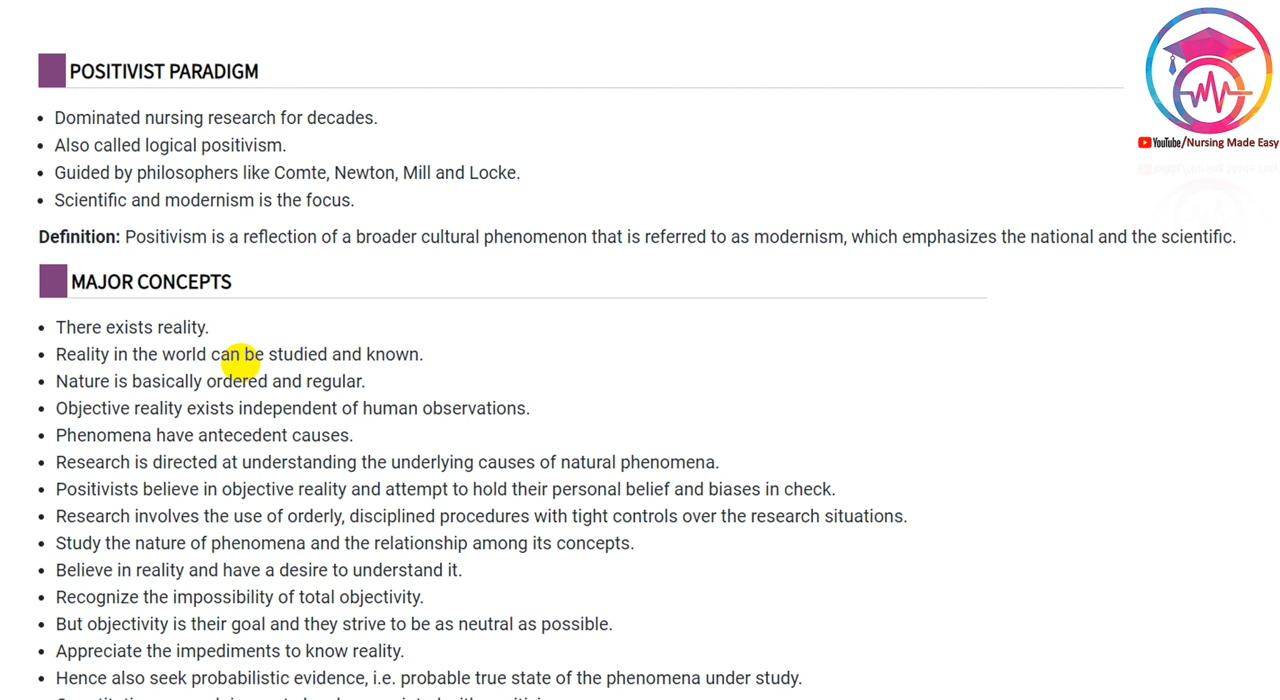 POSITIVIST PARADIGM
YouTube/Nursing Made Easy
• Dominated nursing research for decades.
• Also called logical positivism.
• Guided by philosophers like Comte, Newton, Mill and Locke.
• Scientific and modernism is the focus.
Definition: Positivism is a reflection of a broader cultural phenomenon that is referred to as modernism, which emphasizes the national and the scientific.
MAJOR CONCEPTS
• There exists reality.
• Reality in the world can be studied and known.
• Nature is basically ordered and regular.
• Objective reality exists independent of human observations.
• Phenomena have antecedent causes.
• Research is directed at understanding the underlying causes of natural phenomena.
• Positivists believe in objective reality and attempt to hold their personal belief and biases in check.
• Research involves the use of orderly, disciplined procedures with tight controls over the research situations.
• Study the nature of phenomena and the relationship among its concepts.
• Believe in reality and have a desire to understand it.
• Recognize the impossibility of total objectivity.
• But objectivity is their goal and they strive to be as neutral as possible.
• Appreciate the impediments to know reality.
• Hence also seek probabilistic evidence, i.e. probable true state of the phenomena under study.